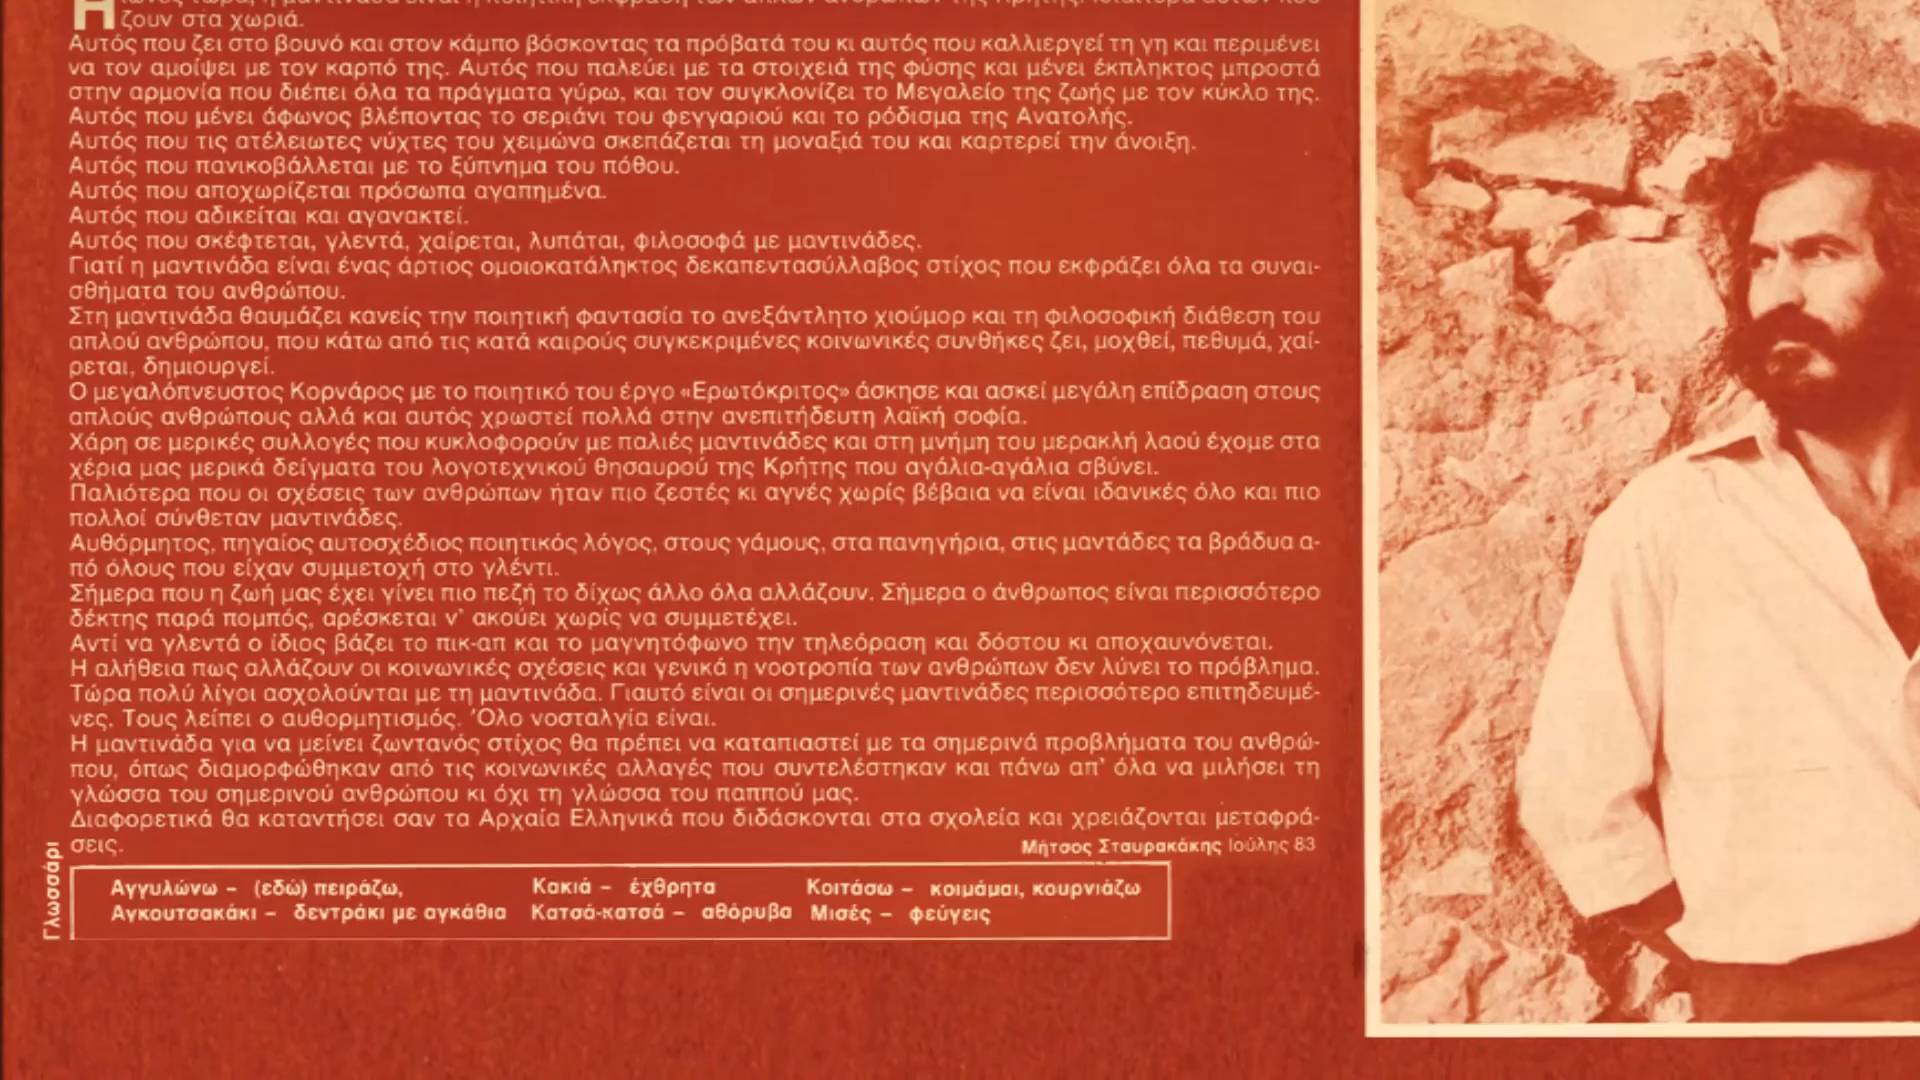 Η
ζουν στα χωριά.
Αυτός που ζει στο βουνό και στον κάμπο βόσκοντας τα πρόβατά του κι αυτός που καλλιεργεί τη γη και περιμένει
να τον αμοίψει με τον καρπό της. Αυτός που παλεύει με τα στοιχειά της φύσης και μένει έκπληκτος μπροστά
στην αρμονία που διέπει όλα τα πράγματα γύρω, και τον συγκλονίζει το Μεγαλείο της ζωής με τον κύκλο της.
Αυτός που μένει άφωνος βλέποντας το σεριάνι του φεγγαριού και το ρόδισμα της Ανατολής.
Αυτός που τις ατέλειωτες νύχτες του χειμώνα σκεπάζεται τη μοναξιά του και καρτερεί την άνοιξη.
Αυτός που πανικοβάλλεται με το ξύπνημα του πόθου.
Αυτός που αποχωρίζεται πρόσωπα αγαπημένα.
Αυτός που αδικείται και αγανακτεί.
Αυτός που σκέφτεται, γλεντά, χαίρεται, λυπάται, φιλοσοφά με μαντινάδες.
Γιατί η μαντινάδα είναι ένας άρτιος ομοιοκατάληκτος δεκαπεντασύλλαβος στίχος που εκφράζει όλα τα συναι-
σθήματα του ανθρώπου.
Στη μαντινάδα θαυμάζει κανείς την ποιητική φαντασία το ανεξάντλητο χιούμορ και τη φιλοσοφική διάθεση του
απλού ανθρώπου, που κάτω από τις κατά καιρούς συγκεκριμένες κοινωνικές συνθήκες ζει, μοχθεί, πεθυμά, χαί-
ρεται, δημιουργεί.
Ο μεγαλόπνευστος Κορνάρος με το ποιητικό του έργο «Ερωτόκριτος» άσκησε και ασκεί μεγάλη επίδραση στους
απλούς ανθρώπους αλλά και αυτός χρωστεί πολλά στην ανεπιτήδευτη λαϊκή σοφία.
Χάρη σε μερικές συλλογές που κυκλοφορούν με παλιές μαντινάδες και στη μνήμη του μερακλή λαού έχομε στα
χέρια μας μερικά δείγματα του λογοτεχνικού θησαυρού της Κρήτης που αγάλια-αγάλια σβύνει.
Παλιότερα που οι σχέσεις των ανθρώπων ήταν πιο ζεστές κι αγνές χωρίς βέβαια να είναι ιδανικές όλο και πιο
πολλοί σύνθεταν μαντινάδες.
Αυθόρμητος, πηγαίος αυτοσχέδιος ποιητικός λόγος, στους γάμους, στα πανηγήρια, στις μαντάδες τα βράδυα α-
πό όλους που είχαν συμμετοχή στο γλέντι.
Σήμερα που η ζωή μας έχει γίνει πιο πεζή το δίχως άλλο όλα αλλάζουν. Σήμερα ο άνθρωπος είναι περισσότερο
δέκτης παρά πομπός, αρέσκεται ν' ακούει χωρίς να συμμετέχει.
Αντί να γλεντά ο ίδιος βάζει το πικ-απ και το μαγνητόφωνο την τηλεόραση και δόστου κι αποχαυνόνεται.
Η αλήθεια πως αλλάζουν οι κοινωνικές σχέσεις και γενικά η νοοτροπία των ανθρώπων δεν λύνει το πρόβλημα.
Τώρα πολύ λίγοι ασχολούνται με τη μαντινάδα. Γιαυτό είναι οι σημερινές μαντινάδες περισσότερο επιτηδευμέ-
νες. Τους λείπει ο αυθορμητισμός. Όλο νοσταλγία είναι.
Η μαντινάδα για να μείνει ζωντανός στίχος θα πρέπει να καταπιαστεί με τα σημερινά προβλήματα του ανθρώ-
που, όπως διαμορφώθηκαν από τις κοινωνικές αλλαγές που συντελέστηκαν και πάνω απ' όλα να μιλήσει τη
γλώσσα του σημερινού ανθρώπου κι όχι τη γλώσσα του παππού μας.
Διαφορετικά θα καταντήσει σαν τα Αρχαία Ελληνικά που διδάσκονται στα σχολεία και χρειάζονται μεταφρά-
σεις.
Μήτσος Σταυρακάκης Ιούλης 83
Γλωσσάρι
Αγγυλώνω – (εδώ) πειράζω, Κακιά – έχθρητα Κοιτάσω – κοιμάμαι, κουρνιάζω
Αγκουτσακάκι – δεντράκι με αγκάθια Κατσά-κατσά – αθόρυβα Μισές – φεύγεις